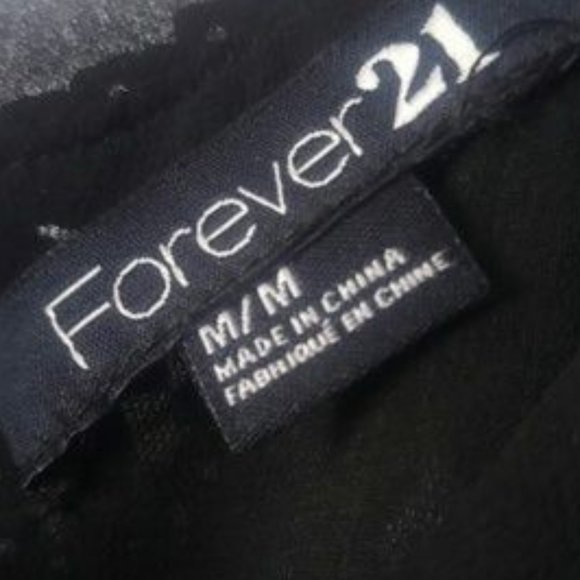 Forever21
M/M
MADE IN CHINA
FABRIQUÉ EN CHINE